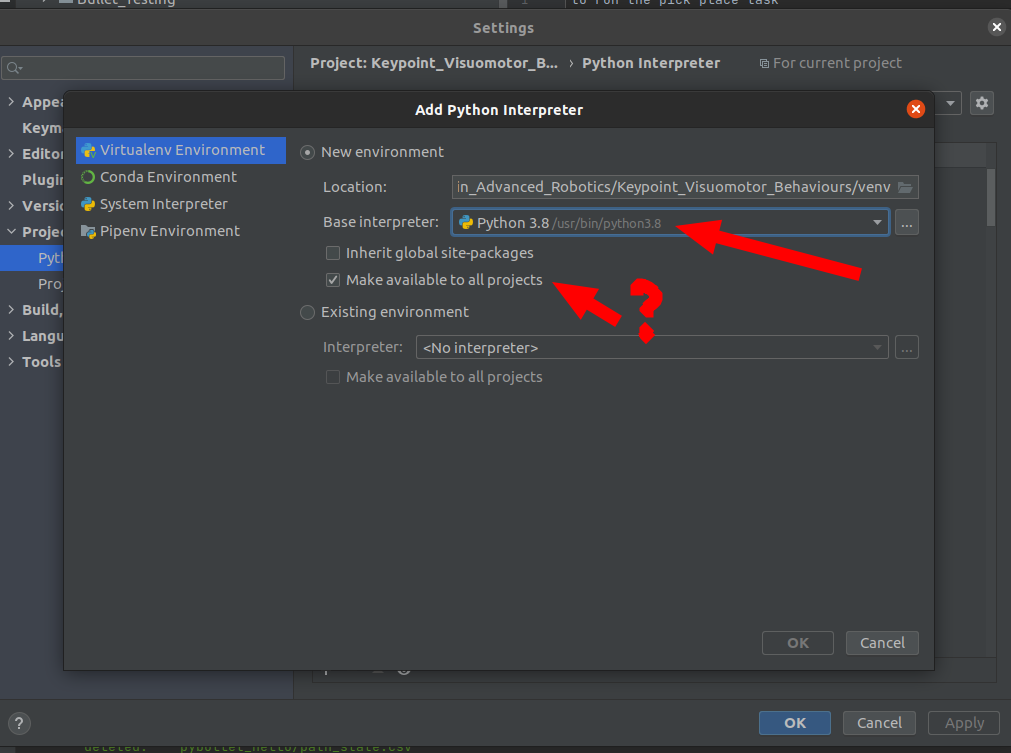 Bullet_Testing 1 to run the pick place task
Settings
Project: Keypoint_Visuomotor_B... › Python Interpreter For current project
Appea
Keym
Editor
Plugin
Versio
Projec
Pyth
Proj
Build,
Langu
Tools
Add Python Interpreter
Virtualenv Environment
Conda Environment
System Interpreter
Pipenv Environment
New environment
Location: in_Advanced_Robotics/Keypoint_Visuomotor_Behaviours/venv
Base interpreter: Python 3.8 /usr/bin/python3.8 ...
Inherit global site-packages
Make available to all projects
?
Existing environment
Interpreter: <No interpreter> ...
Make available to all projects
OK Cancel
? OK Cancel Apply
deleted: pybullet_hello/path_state.csv